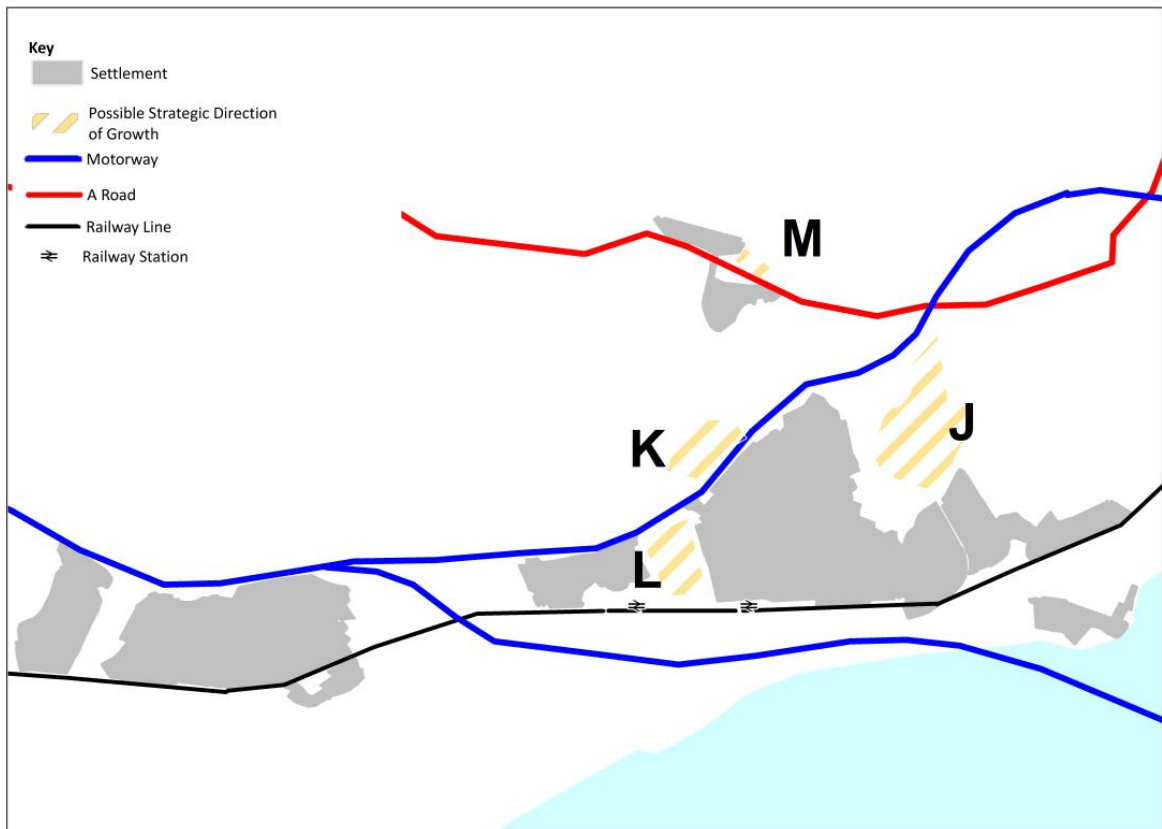 Key
Settlement
Possible Strategic Direction
of Growth
Motorway
A Road
Railway Line
Railway Station
M
J
K
L